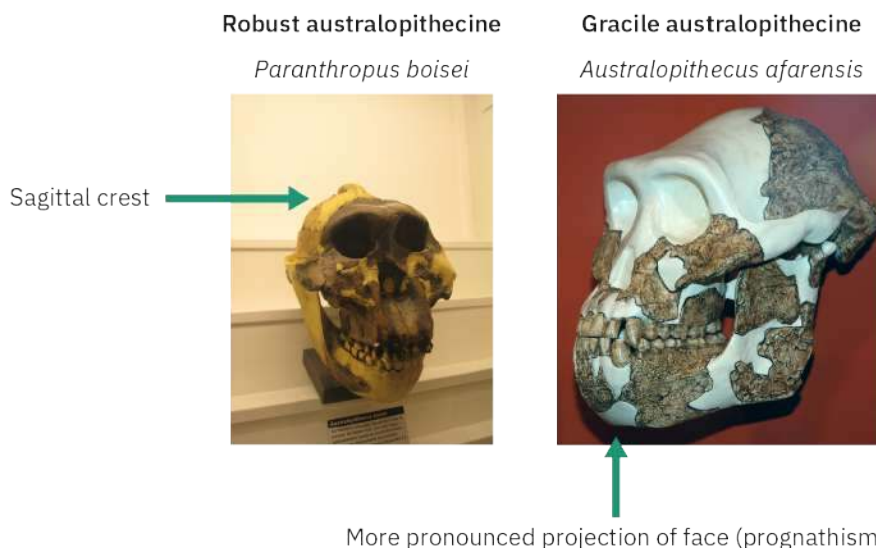 Robust australopithecine
Gracile australopithecine
Paranthropus boisei
Australopithecus afarensis
Sagittal crest
More pronounced projection of face (prognathism